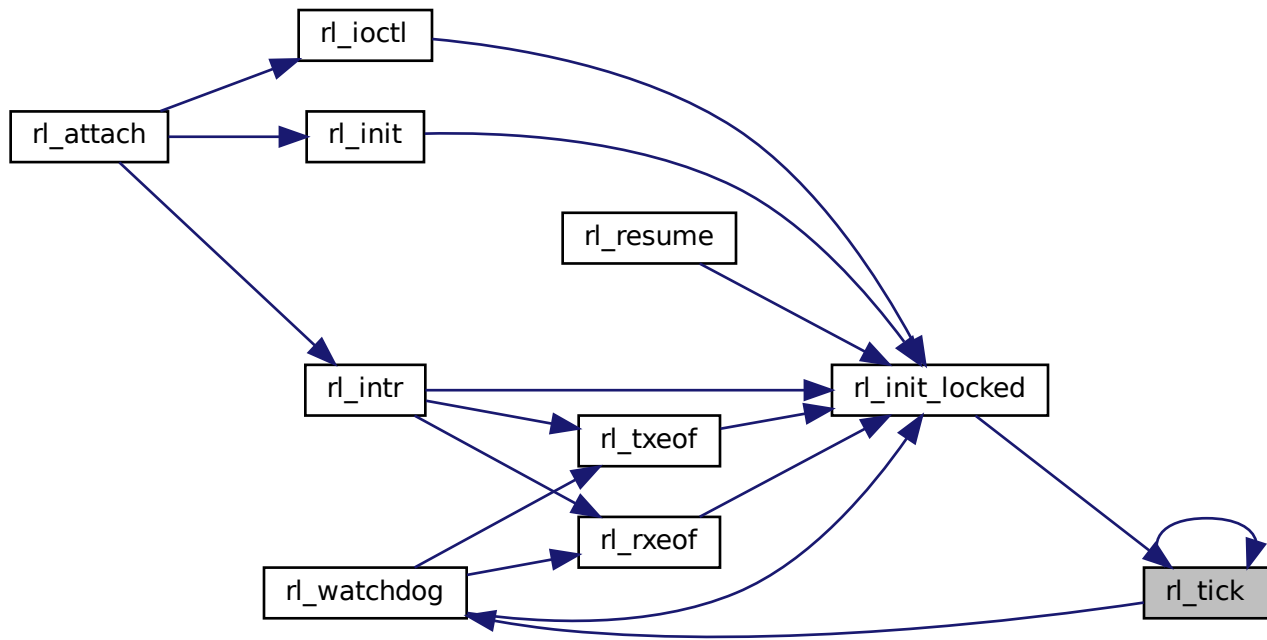 rl_ioctl
rl_attach
rl_init
rl_resume
rl_intr
rl_init_locked
rl_txeof
rl_rxeof
rl_watchdog
rl_tick